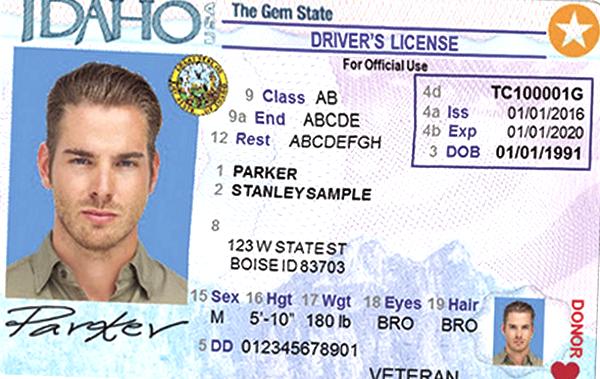 IDAHO USA
The Gem State
DRIVER'S LICENSE
For Official Use
9 Class AB
9a End ABCDE
12 Rest ABCDEFGH
4d TC100001G
4a Iss 01/01/2016
4b Exp 01/01/2020
3 DOB 01/01/1991
1 PARKER
2 STANLEYSAMPLE
8
123 W STATE ST
BOISE ID 83703
15 Sex 16 Hgt 17 Wgt 18 Eyes 19 Hair
M 5'-10" 180 lb BRO BRO
5 DD 012345678901
Parker
VETERAN
DONOR